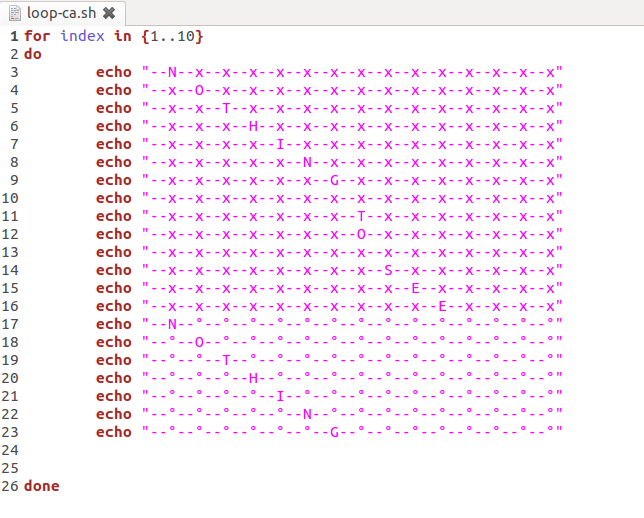 loop-ca.sh
1 for index in {1..10}
2 do
3 echo "--N--x--x--x--x--x--x--x--x--x--x--x--x--x--x"
4 echo "--x--O--x--x--x--x--x--x--x--x--x--x--x--x--x"
5 echo "--x--x--T--x--x--x--x--x--x--x--x--x--x--x--x"
6 echo "--x--x--x--H--x--x--x--x--x--x--x--x--x--x--x"
7 echo "--x--x--x--x--I--x--x--x--x--x--x--x--x--x--x"
8 echo "--x--x--x--x--x--N--x--x--x--x--x--x--x--x--x"
9 echo "--x--x--x--x--x--x--G--x--x--x--x--x--x--x--x"
10 echo "--x--x--x--x--x--x--x--x--x--x--x--x--x--x--x"
11 echo "--x--x--x--x--x--x--x--T--x--x--x--x--x--x--x"
12 echo "--x--x--x--x--x--x--x--O--x--x--x--x--x--x--x"
13 echo "--x--x--x--x--x--x--x--x--x--x--x--x--x--x--x"
14 echo "--x--x--x--x--x--x--x--x--S--x--x--x--x--x--x"
15 echo "--x--x--x--x--x--x--x--x--x--E--x--x--x--x--x"
16 echo "--x--x--x--x--x--x--x--x--x--x--E--x--x--x--x"
17 echo "--N--°--°--°--°--°--°--°--°--°--°--°--°--°--°"
18 echo "--°--O--°--°--°--°--°--°--°--°--°--°--°--°--°"
19 echo "--°--°--T--°--°--°--°--°--°--°--°--°--°--°--°"
20 echo "--°--°--°--H--°--°--°--°--°--°--°--°--°--°--°"
21 echo "--°--°--°--°--I--°--°--°--°--°--°--°--°--°--°"
22 echo "--°--°--°--°--°--N--°--°--°--°--°--°--°--°--°"
23 echo "--°--°--°--°--°--°--G--°--°--°--°--°--°--°--°"
24
25
26 done